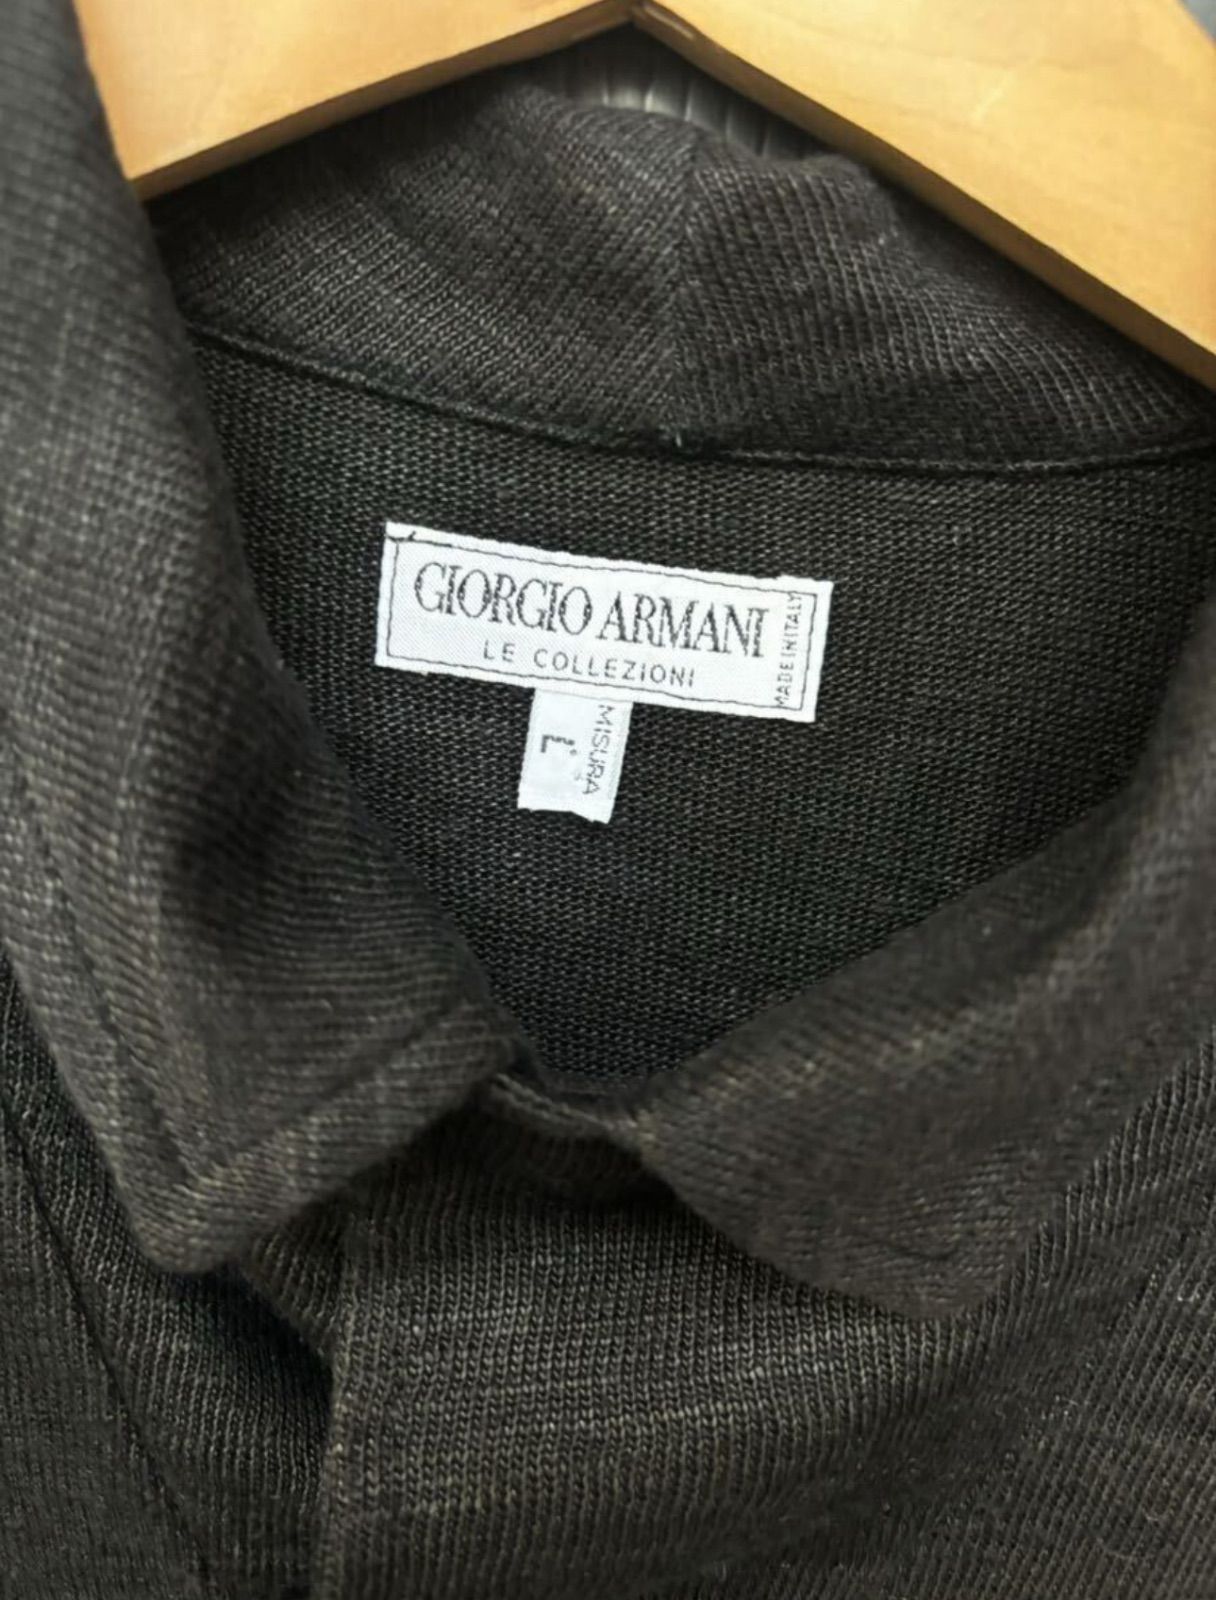 GIORGIO ARMANI
LE COLLEZIONI
MADE IN ITALY
MISURA
L